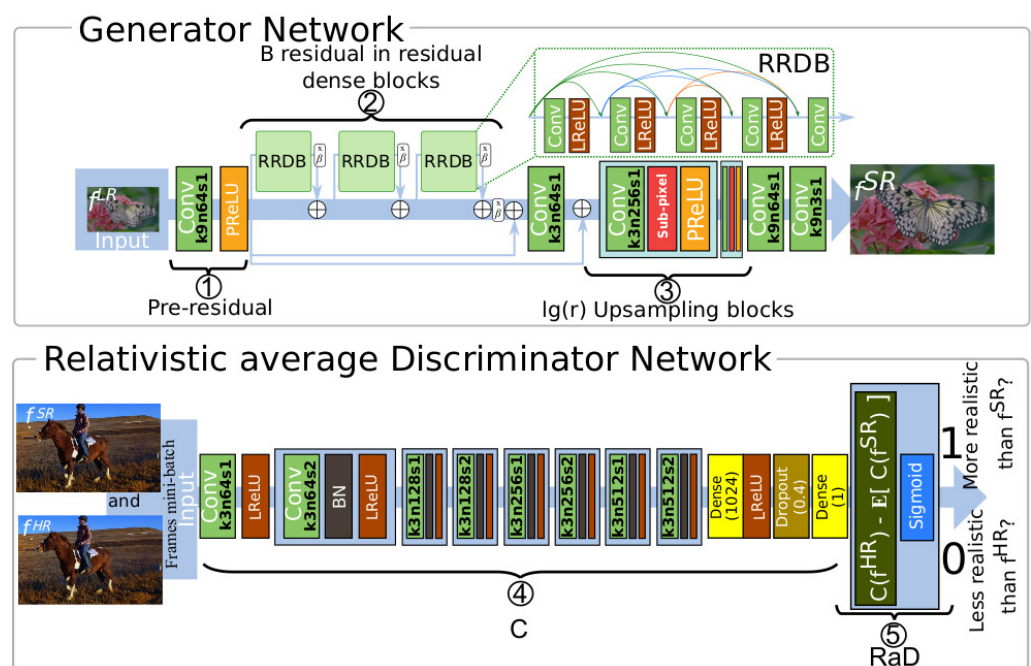 Generator Network
B residual in residual
dense blocks
②
RRDB
Conv
LReLU
Conv
LReLU
Conv
LReLU
Conv
LReLU
Conv
RRDB
x
β
RRDB
x
β
RRDB
x
β
f^LR
Input
Conv
k9n64s1
PReLU
x
β
Conv
k3n64s1
Conv
k3n256s1
Sub-pixel
PReLU
Conv
k9n64s1
Conv
k9n3s1
f^SR
①
Pre-residual
③
lg(r) Upsampling blocks
Relativistic average Discriminator Network
f^SR
and
f^HR
Frames mini-batch
Input
Conv
k3n64s1
LReLU
Conv
k3n64s2
BN
LReLU
k3n128s1
k3n128s2
k3n256s1
k3n256s2
k3n512s1
k3n512s2
Dense
(1024)
LReLU
Dropout
(0.4)
Dense
(1)
C(f^HR) - E[ C(f^SR) ]
Sigmoid
1
More realistic
than f^SR?
0
Less realistic
than f^HR?
④
C
⑤
RaD